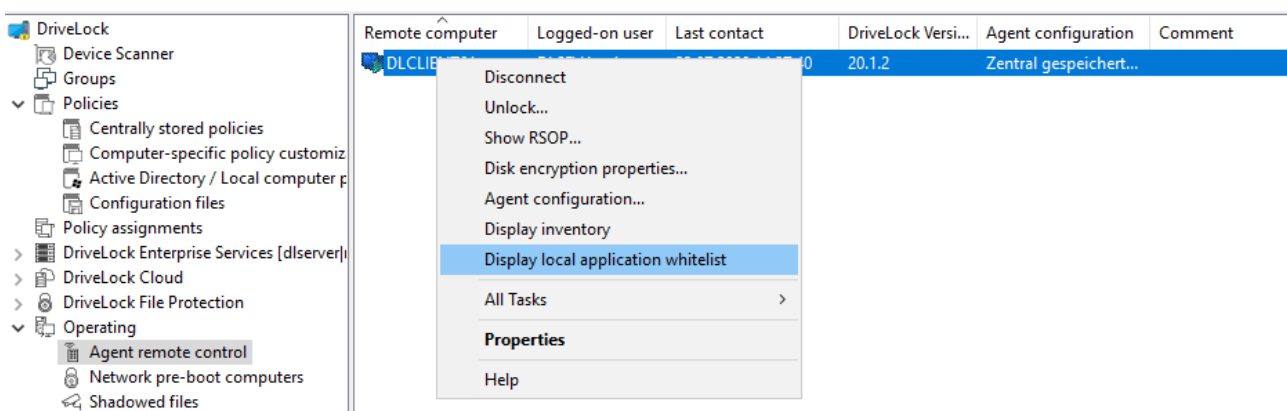 DriveLock
Device Scanner
Groups
Policies
Centrally stored policies
Computer-specific policy customiz
Active Directory / Local computer p
Configuration files
Policy assignments
DriveLock Enterprise Services [dlserver|
DriveLock Cloud
DriveLock File Protection
Operating
Agent remote control
Network pre-boot computers
Shadowed files
Remote computer Logged-on user Last contact DriveLock Versi... Agent configuration Comment
20.1.2 Zentral gespeichert...
Disconnect
Unlock...
Show RSOP...
Disk encryption properties...
Agent configuration...
Display inventory
Display local application whitelist
All Tasks
Properties
Help